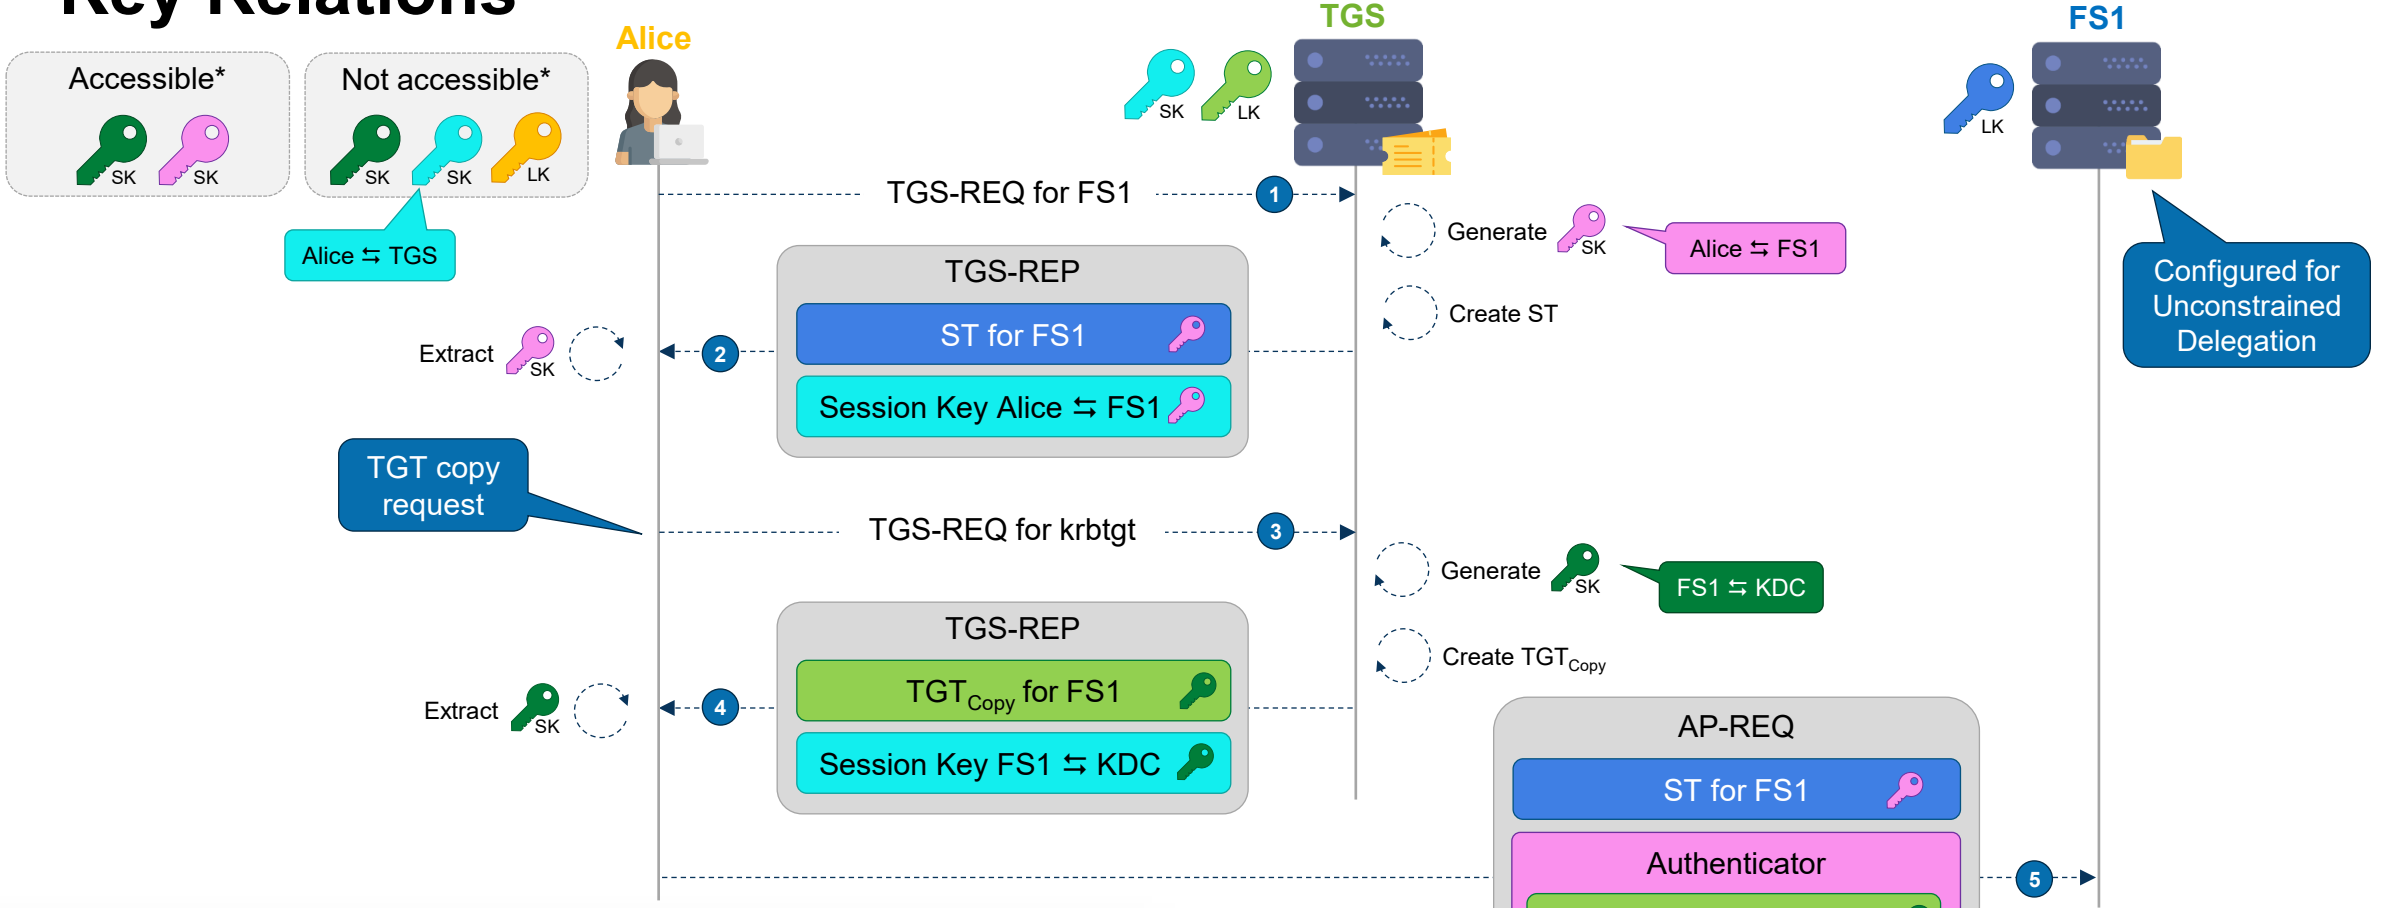 Key Relations
Accessible*
SK
SK
Not accessible*
SK
SK
LK
Alice ⇆ TGS
Alice
TGS
SK
LK
FS1
LK
Configured for
Unconstrained
Delegation
TGS-REQ for FS1
1
Generate
SK
Alice ⇆ FS1
Create ST
TGS-REP
ST for FS1
Session Key Alice ⇆ FS1
2
Extract
SK
TGT copy
request
TGS-REQ for krbtgt
3
Generate
SK
FS1 ⇆ KDC
Create TGTCopy
TGS-REP
TGTCopy for FS1
Session Key FS1 ⇆ KDC
4
Extract
SK
AP-REQ
ST for FS1
Authenticator
5